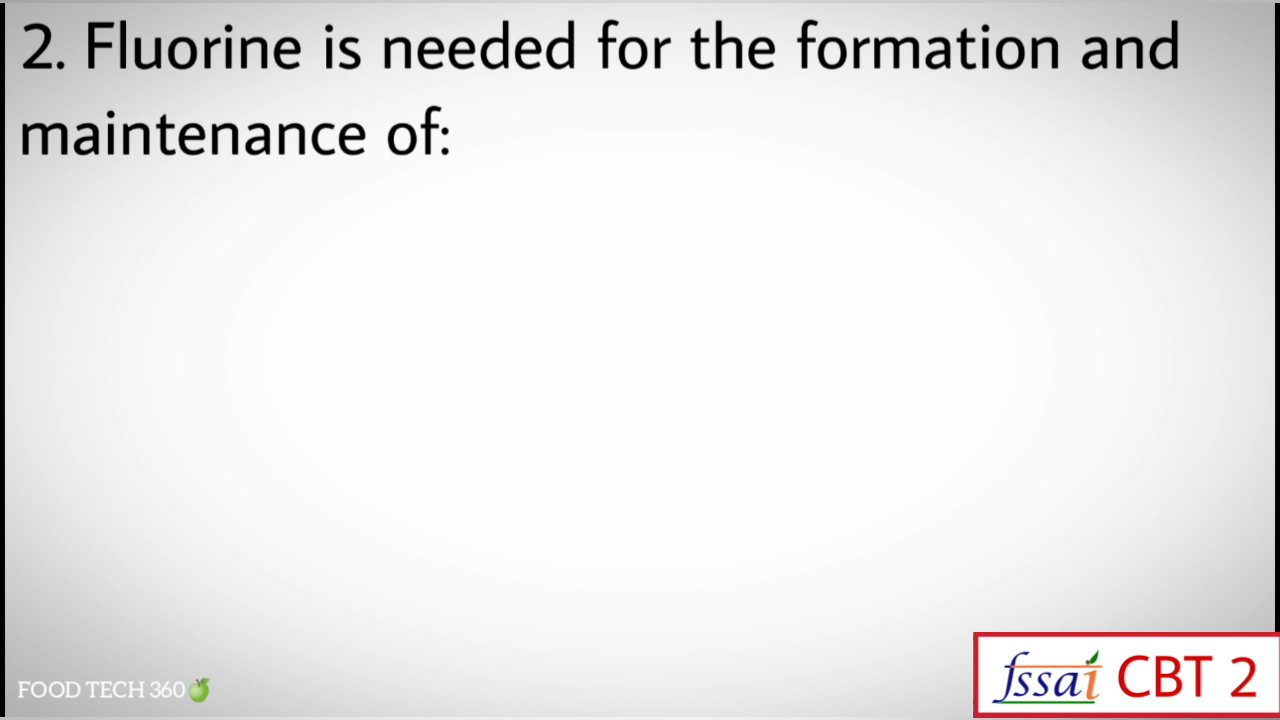 2. Fluorine is needed for the formation and
maintenance of:
FOOD TECH 360
fssai CBT 2